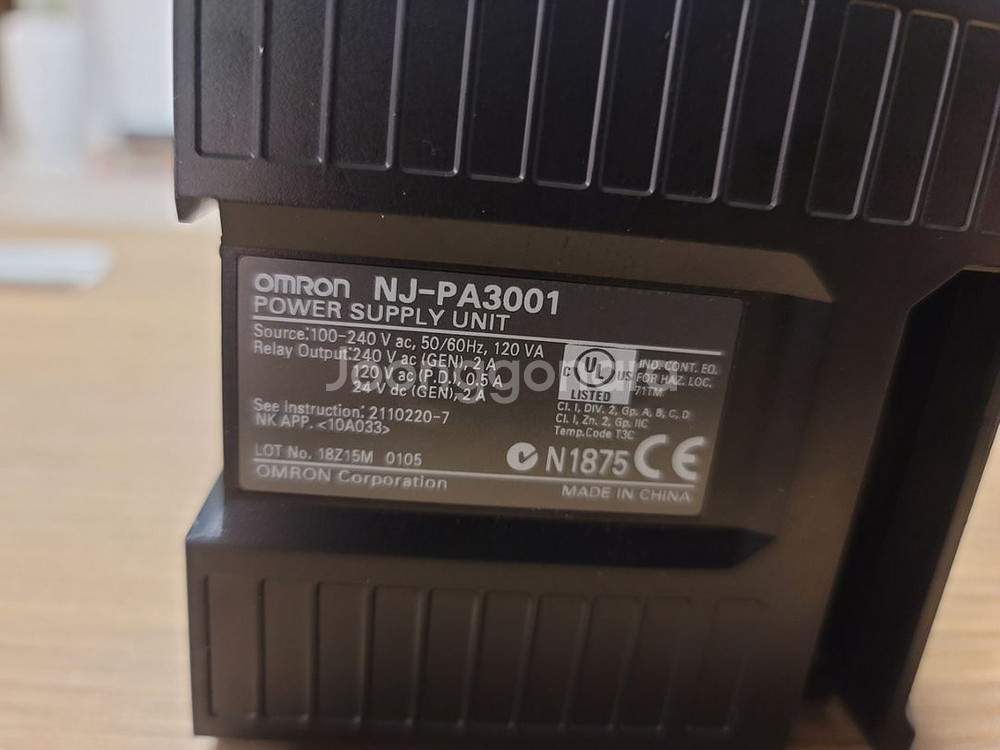 OMRON NJ-PA3001
POWER SUPPLY UNIT
Source:100-240 V ac, 50/60Hz, 120 VA
Relay Output:240 V ac (GEN), 2 A
120 V ac (P.D.), 0.5 A
24 V dc (GEN), 2 A
C UL US
LISTED
IND. CONT. EQ.
FOR HAZ. LOC.
71TM
Cl. I, DIV. 2, Gp. A, B, C, D
Cl. I, Zn. 2, Gp. IIC
Temp.Code T3C
See Instruction: 2110220-7
NK APP. <10A033>
LOT No. 18Z15M 0105
N1875 CE
OMRON Corporation
MADE IN CHINA